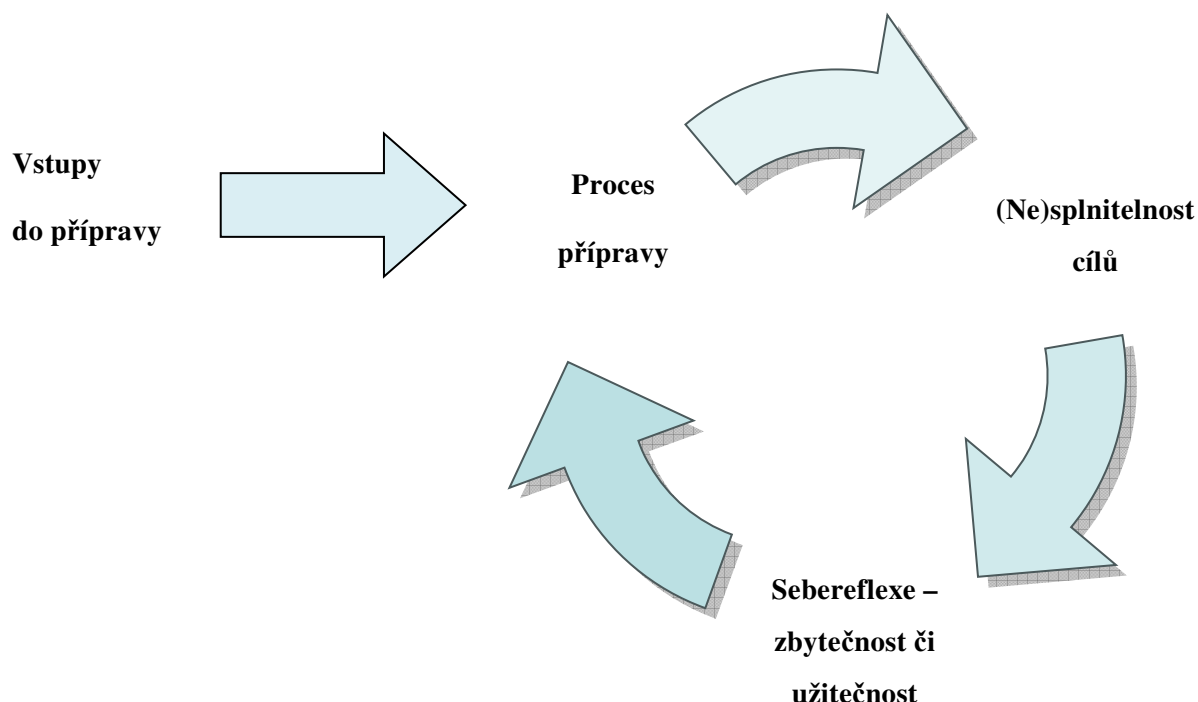 Vstupy
do přípravy
Proces
přípravy
(Ne)splnitelnost
cílů
Sebereflexe –
zbytečnost či
užitečnost